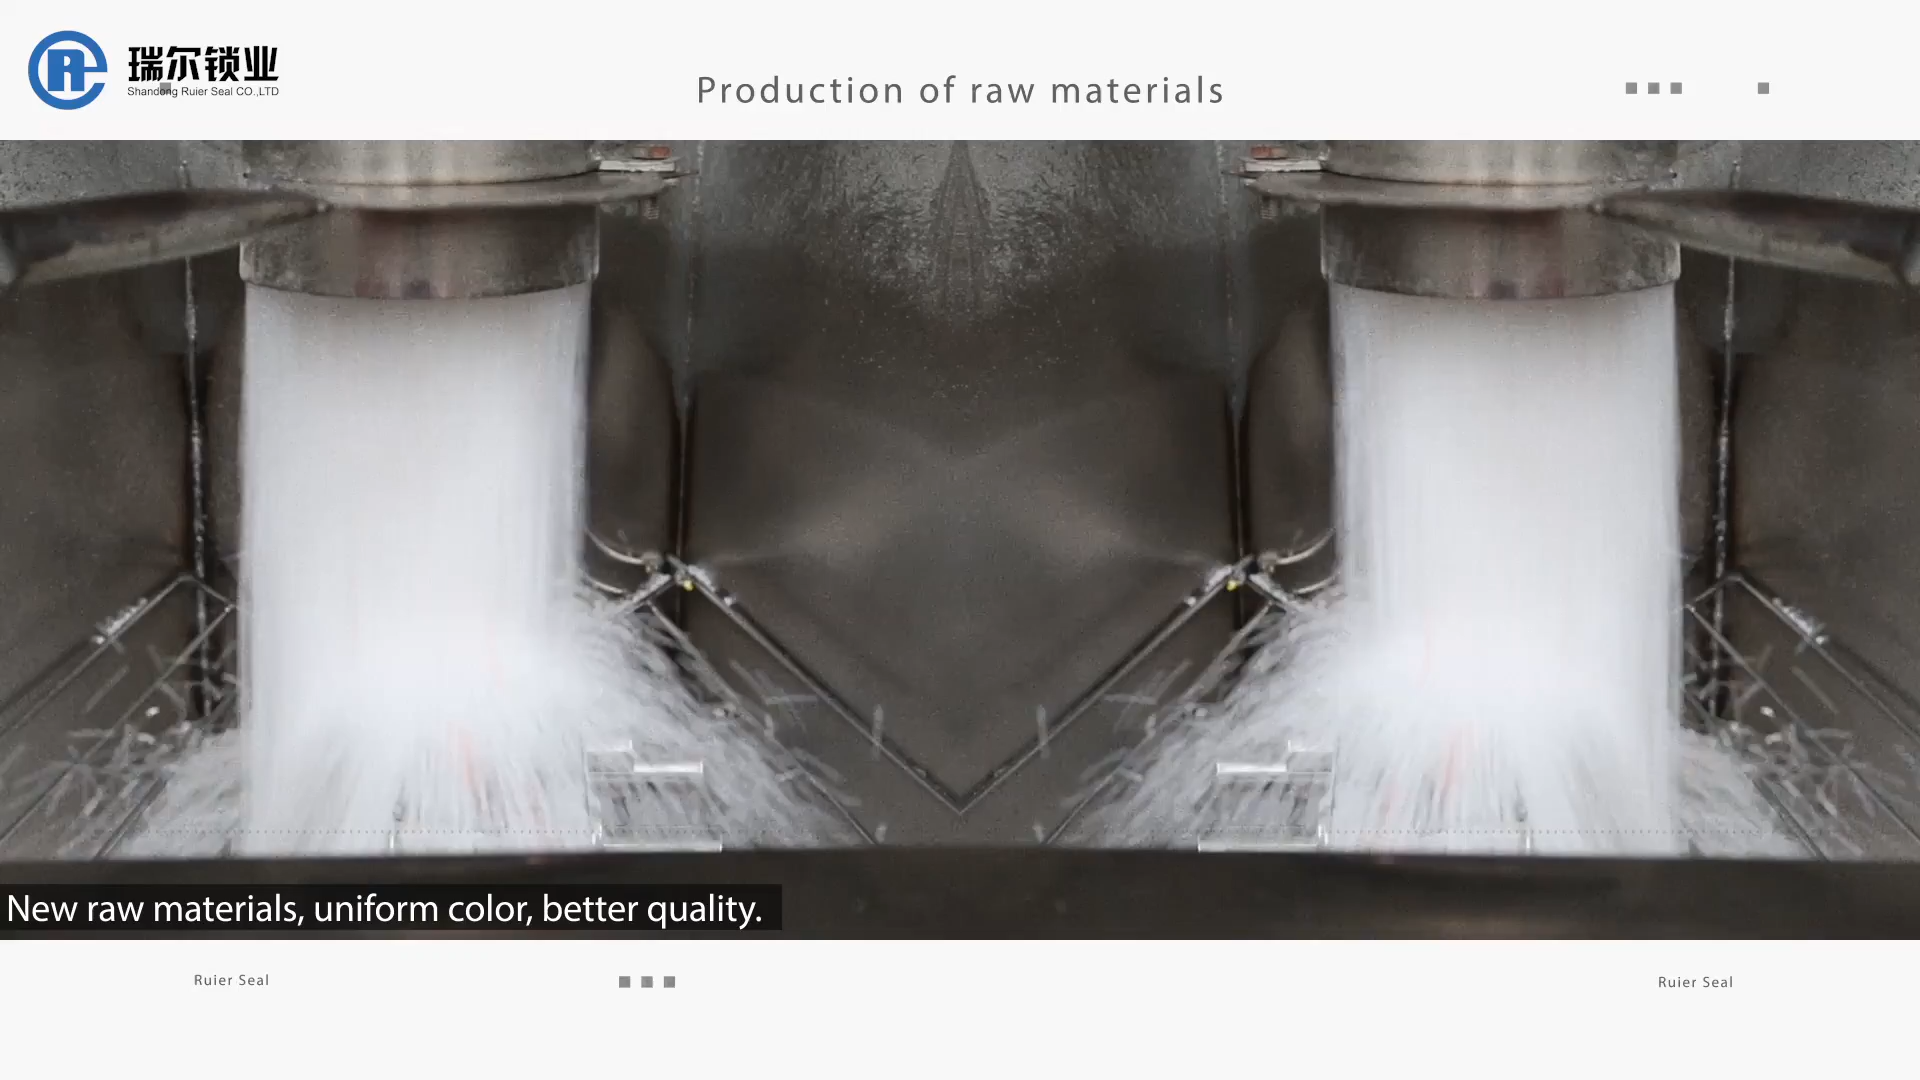 瑞尔锁业
Shandong Ruier Seal CO.,LTD
Production of raw materials
New raw materials, uniform color, better quality.
Ruier Seal
Ruier Seal